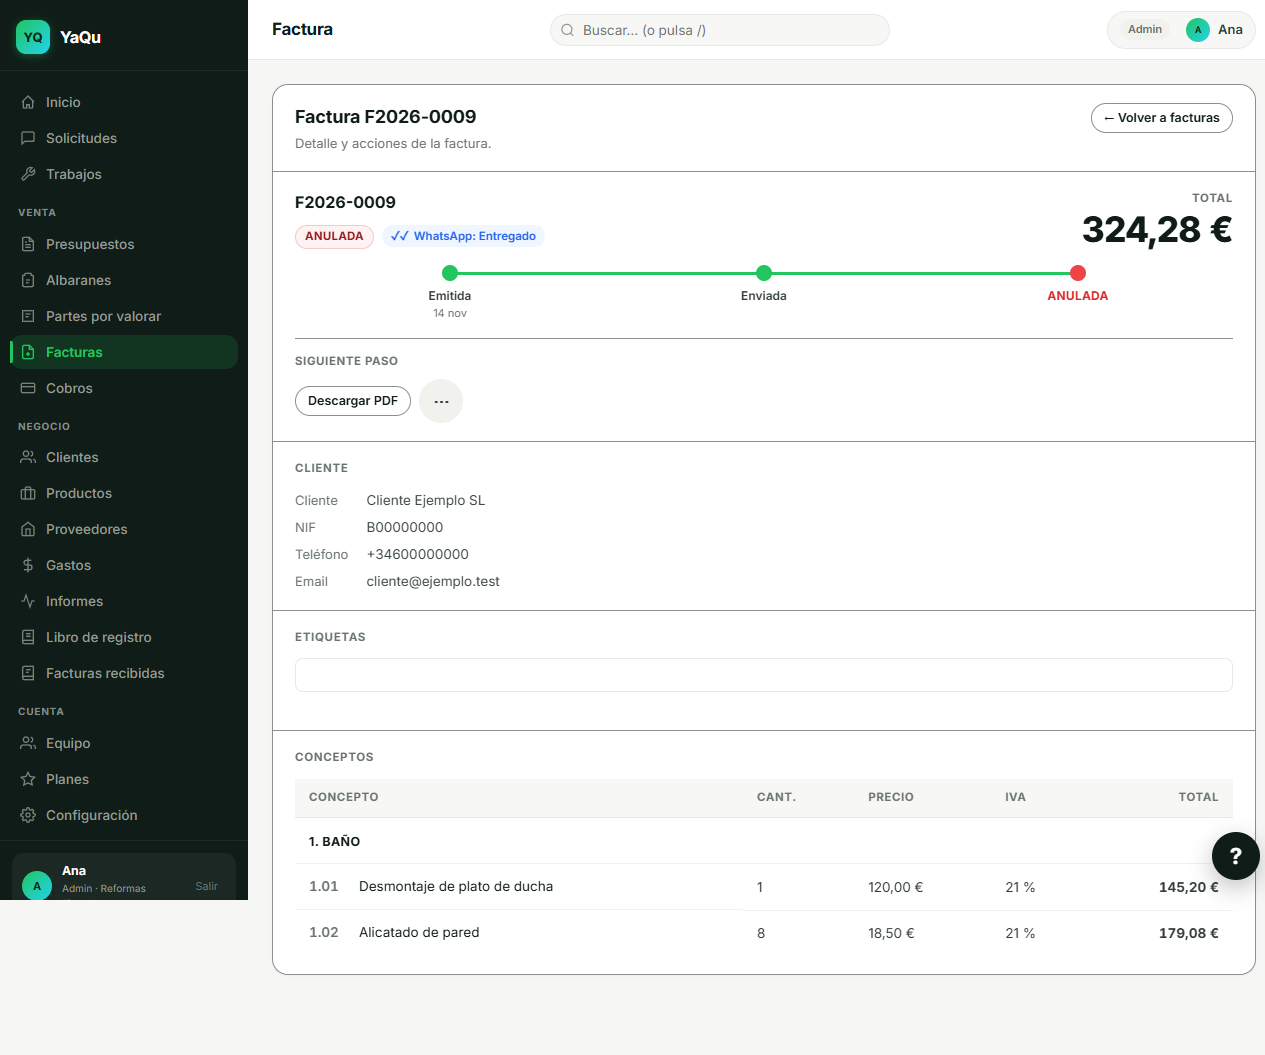 YQ YaQu
Factura
Buscar... (o pulsa /)
Admin
A Ana
Inicio
Solicitudes
Trabajos
VENTA
Presupuestos
Albaranes
Partes por valorar
Facturas
Cobros
NEGOCIO
Clientes
Productos
Proveedores
Gastos
Informes
Libro de registro
Facturas recibidas
CUENTA
Equipo
Planes
Configuración
A
Ana
Admin · Reformas
Salir
Factura F2026-0009
Detalle y acciones de la factura.
← Volver a facturas
F2026-0009
ANULADA
✓✓ WhatsApp: Entregado
TOTAL
324,28 €
Emitida
14 nov
Enviada
ANULADA
SIGUIENTE PASO
Descargar PDF
...
CLIENTE
Cliente Cliente Ejemplo SL
NIF B00000000
Teléfono +34600000000
Email cliente@ejemplo.test
ETIQUETAS
CONCEPTOS
CONCEPTO CANT. PRECIO IVA TOTAL
1. BAÑO
1.01 Desmontaje de plato de ducha 1 120,00 € 21 % 145,20 €
1.02 Alicatado de pared 8 18,50 € 21 % 179,08 €
?